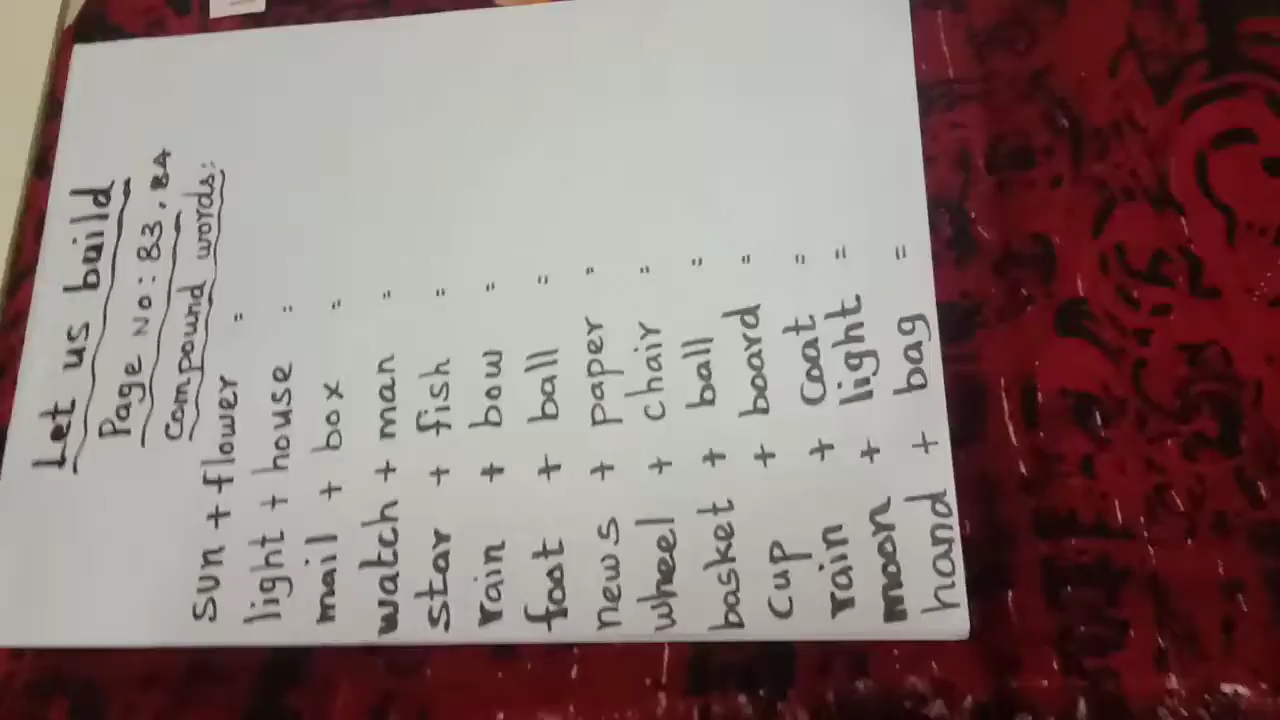 Let us build
Page No: 83, 84
Compound words:
sun + flower =
light + house =
mail + box =
watch + man =
star + fish =
rain + bow =
foot + ball =
news + paper =
wheel + chair =
basket + ball =
cup + board =
rain + coat =
moon + light =
hand + bag =